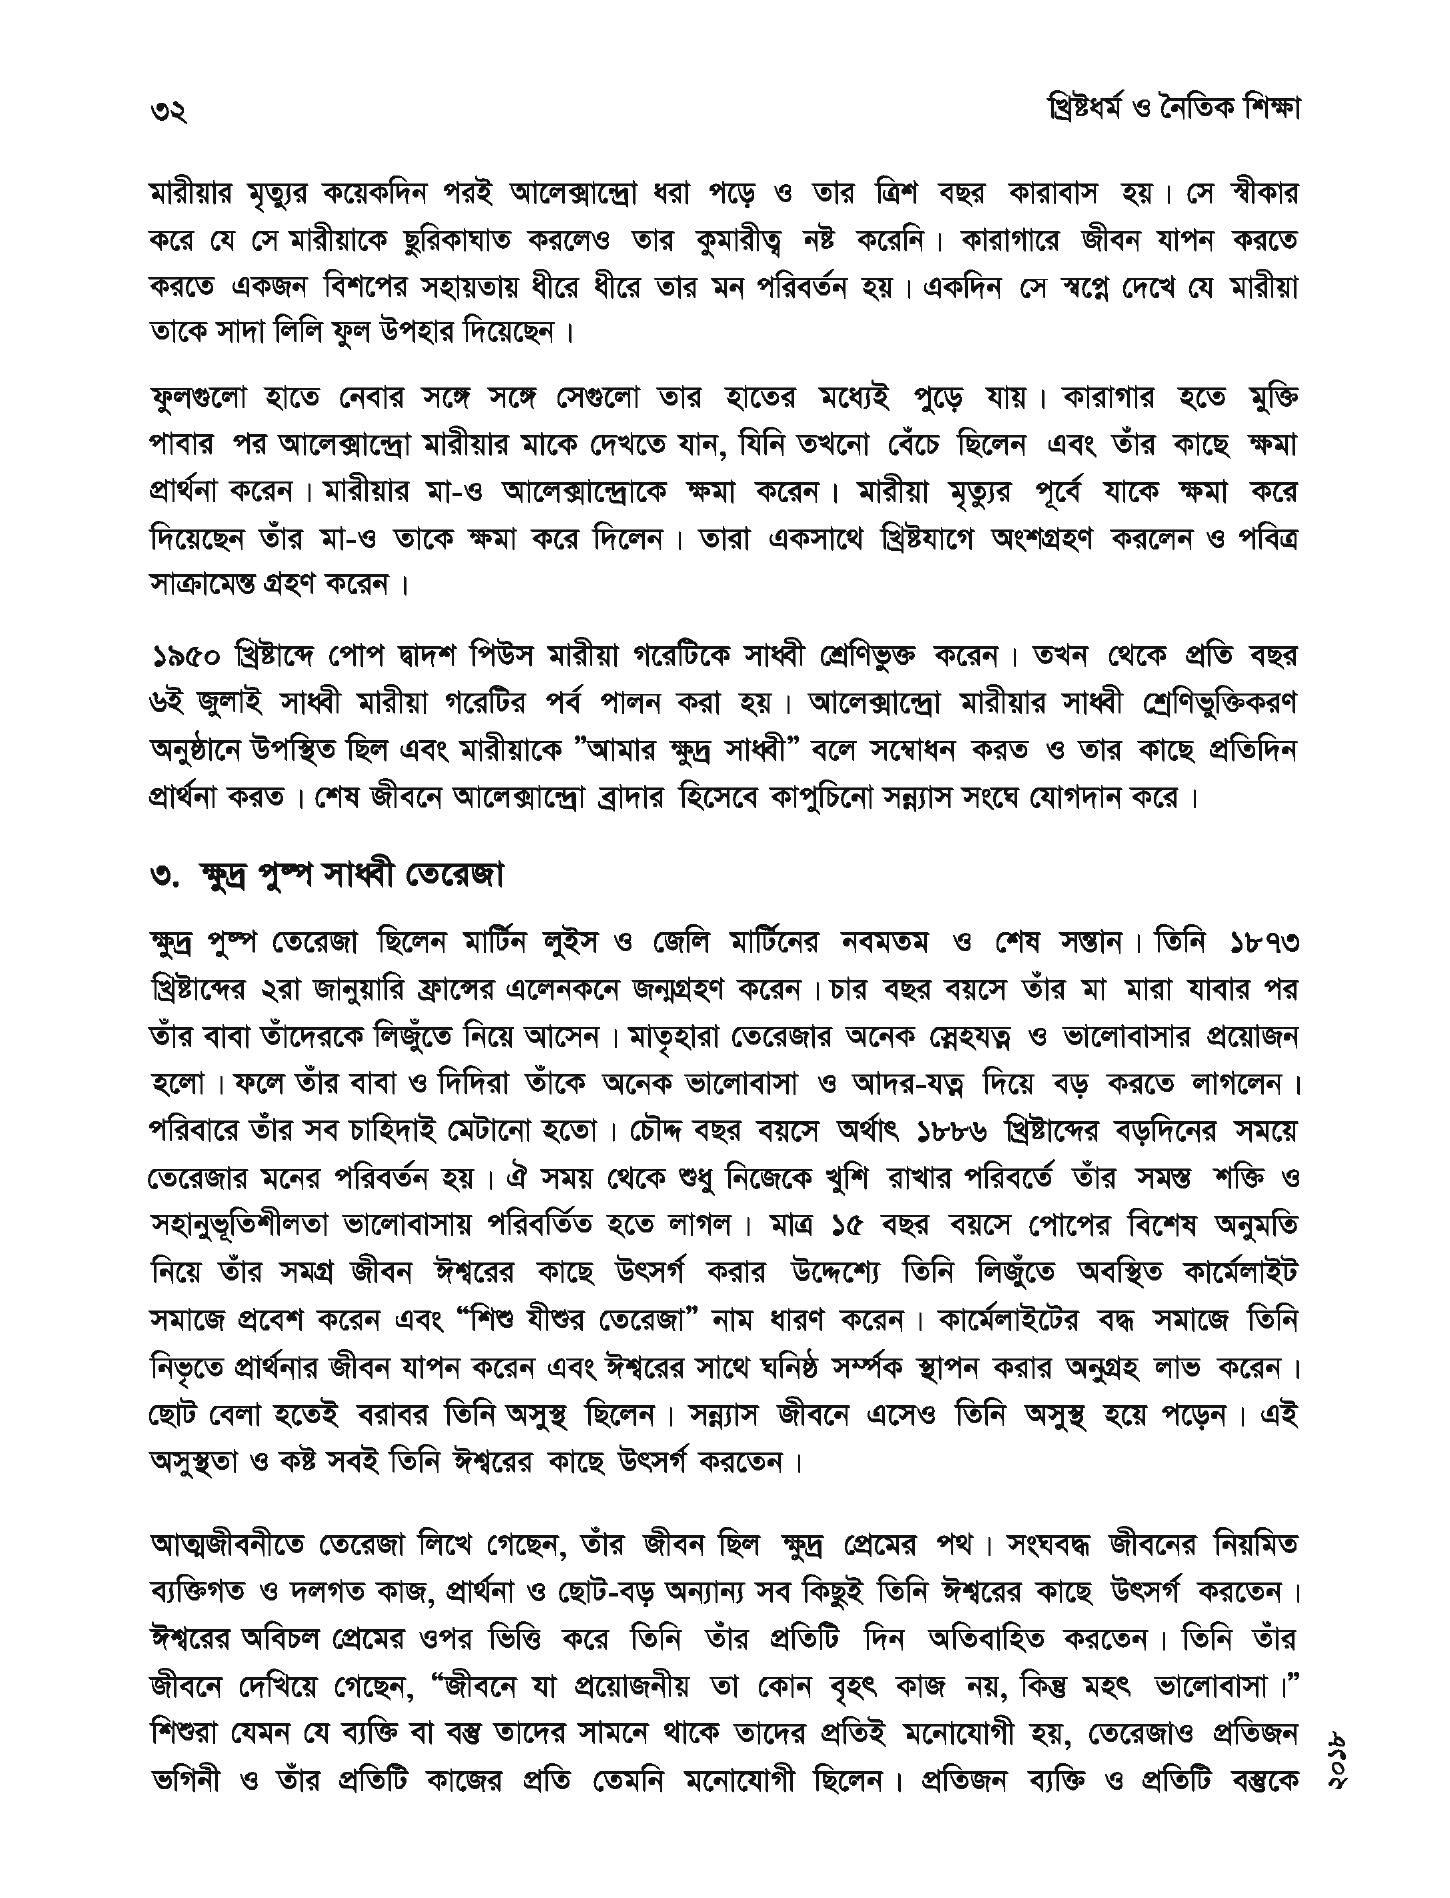 ৩২
খ্রিষ্টধর্ম ও নৈতিক শিক্ষা
মারীয়ার মৃত্যুর কয়েকদিন পরই আলেক্সান্দ্রো ধরা পড়ে ও তার ত্রিশ বছর কারাবাস হয়। সে স্বীকার
করে যে সে মারীয়াকে ছুরিকাঘাত করলেও তার কুমারীত্ব নষ্ট করেনি। কারাগারে জীবন যাপন করতে
করতে একজন বিশপের সহায়তায় ধীরে ধীরে তার মন পরিবর্তন হয়। একদিন সে স্বপ্নে দেখে যে মারীয়া
তাকে সাদা লিলি ফুল উপহার দিয়েছেন।
ফুলগুলো হাতে নেবার সঙ্গে সঙ্গে সেগুলো তার হাতের মধ্যেই পুড়ে যায়। কারাগার হতে মুক্তি
পাবার পর আলেক্সান্দ্রো মারীয়ার মাকে দেখতে যান, যিনি তখনো বেঁচে ছিলেন এবং তাঁর কাছে ক্ষমা
প্রার্থনা করেন। মারীয়ার মা-ও আলেক্সান্দ্রোকে ক্ষমা করেন। মারীয়া মৃত্যুর পূর্বে যাকে ক্ষমা করে
দিয়েছেন তাঁর মা-ও তাকে ক্ষমা করে দিলেন। তারা একসাথে খ্রিষ্টযাগে অংশগ্রহণ করলেন ও পবিত্র
সাক্রামেন্ত গ্রহণ করেন।
১৯৫০ খ্রিষ্টাব্দে পোপ দ্বাদশ পিউস মারীয়া গরেটিকে সাধ্বী শ্রেণিভুক্ত করেন। তখন থেকে প্রতি বছর
৬ই জুলাই সাধ্বী মারীয়া গরেটির পর্ব পালন করা হয়। আলেক্সান্দ্রো মারীয়ার সাধ্বী শ্রেণিভুক্তিকরণ
অনুষ্ঠানে উপস্থিত ছিল এবং মারীয়াকে ”আমার ক্ষুদ্র সাধ্বী” বলে সম্বোধন করত ও তার কাছে প্রতিদিন
প্রার্থনা করত। শেষ জীবনে আলেক্সান্দ্রো ব্রাদার হিসেবে কাপুচিনো সন্ন্যাস সংঘে যোগদান করে।
৩. ক্ষুদ্র পুষ্প সাধ্বী তেরেজা
ক্ষুদ্র পুষ্প তেরেজা ছিলেন মার্টিন লুইস ও জেলি মার্টিনের নবমতম ও শেষ সন্তান। তিনি ১৮৭৩
খ্রিষ্টাব্দের ২রা জানুয়ারি ফ্রান্সের এলেনকনে জন্মগ্রহণ করেন। চার বছর বয়সে তাঁর মা মারা যাবার পর
তাঁর বাবা তাঁদেরকে লিজুঁতে নিয়ে আসেন। মাতৃহারা তেরেজার অনেক স্নেহযত্ন ও ভালোবাসার প্রয়োজন
হলো। ফলে তাঁর বাবা ও দিদিরা তাঁকে অনেক ভালোবাসা ও আদর-যত্ন দিয়ে বড় করতে লাগলেন।
পরিবারে তাঁর সব চাহিদাই মেটানো হতো। চৌদ্দ বছর বয়সে অর্থাৎ ১৮৮৬ খ্রিষ্টাব্দের বড়দিনের সময়ে
তেরেজার মনের পরিবর্তন হয়। ঐ সময় থেকে শুধু নিজেকে খুশি রাখার পরিবর্তে তাঁর সমস্ত শক্তি ও
সহানুভূতিশীলতা ভালোবাসায় পরিবর্তিত হতে লাগল। মাত্র ১৫ বছর বয়সে পোপের বিশেষ অনুমতি
নিয়ে তাঁর সমগ্র জীবন ঈশ্বরের কাছে উৎসর্গ করার উদ্দেশ্যে তিনি লিজুঁতে অবস্থিত কার্মেলাইট
সমাজে প্রবেশ করেন এবং “শিশু যীশুর তেরেজা” নাম ধারণ করেন। কার্মেলাইটের বদ্ধ সমাজে তিনি
নিভৃতে প্রার্থনার জীবন যাপন করেন এবং ঈশ্বরের সাথে ঘনিষ্ঠ সর্ম্পক স্থাপন করার অনুগ্রহ লাভ করেন।
ছোট বেলা হতেই বরাবর তিনি অসুস্থ ছিলেন। সন্ন্যাস জীবনে এসেও তিনি অসুস্থ হয়ে পড়েন। এই
অসুস্থতা ও কষ্ট সবই তিনি ঈশ্বরের কাছে উৎসর্গ করতেন।
আত্মজীবনীতে তেরেজা লিখে গেছেন, তাঁর জীবন ছিল ক্ষুদ্র প্রেমের পথ। সংঘবদ্ধ জীবনের নিয়মিত
ব্যক্তিগত ও দলগত কাজ, প্রার্থনা ও ছোট-বড় অন্যান্য সব কিছুই তিনি ঈশ্বরের কাছে উৎসর্গ করতেন।
ঈশ্বরের অবিচল প্রেমের ওপর ভিত্তি করে তিনি তাঁর প্রতিটি দিন অতিবাহিত করতেন। তিনি তাঁর
জীবনে দেখিয়ে গেছেন, “জীবনে যা প্রয়োজনীয় তা কোন বৃহৎ কাজ নয়, কিন্তু মহৎ ভালোবাসা।”
শিশুরা যেমন যে ব্যক্তি বা বস্তু তাদের সামনে থাকে তাদের প্রতিই মনোযোগী হয়, তেরেজাও প্রতিজন
ভগিনী ও তাঁর প্রতিটি কাজের প্রতি তেমনি মনোযোগী ছিলেন। প্রতিজন ব্যক্তি ও প্রতিটি বস্তুকে
২০১৮